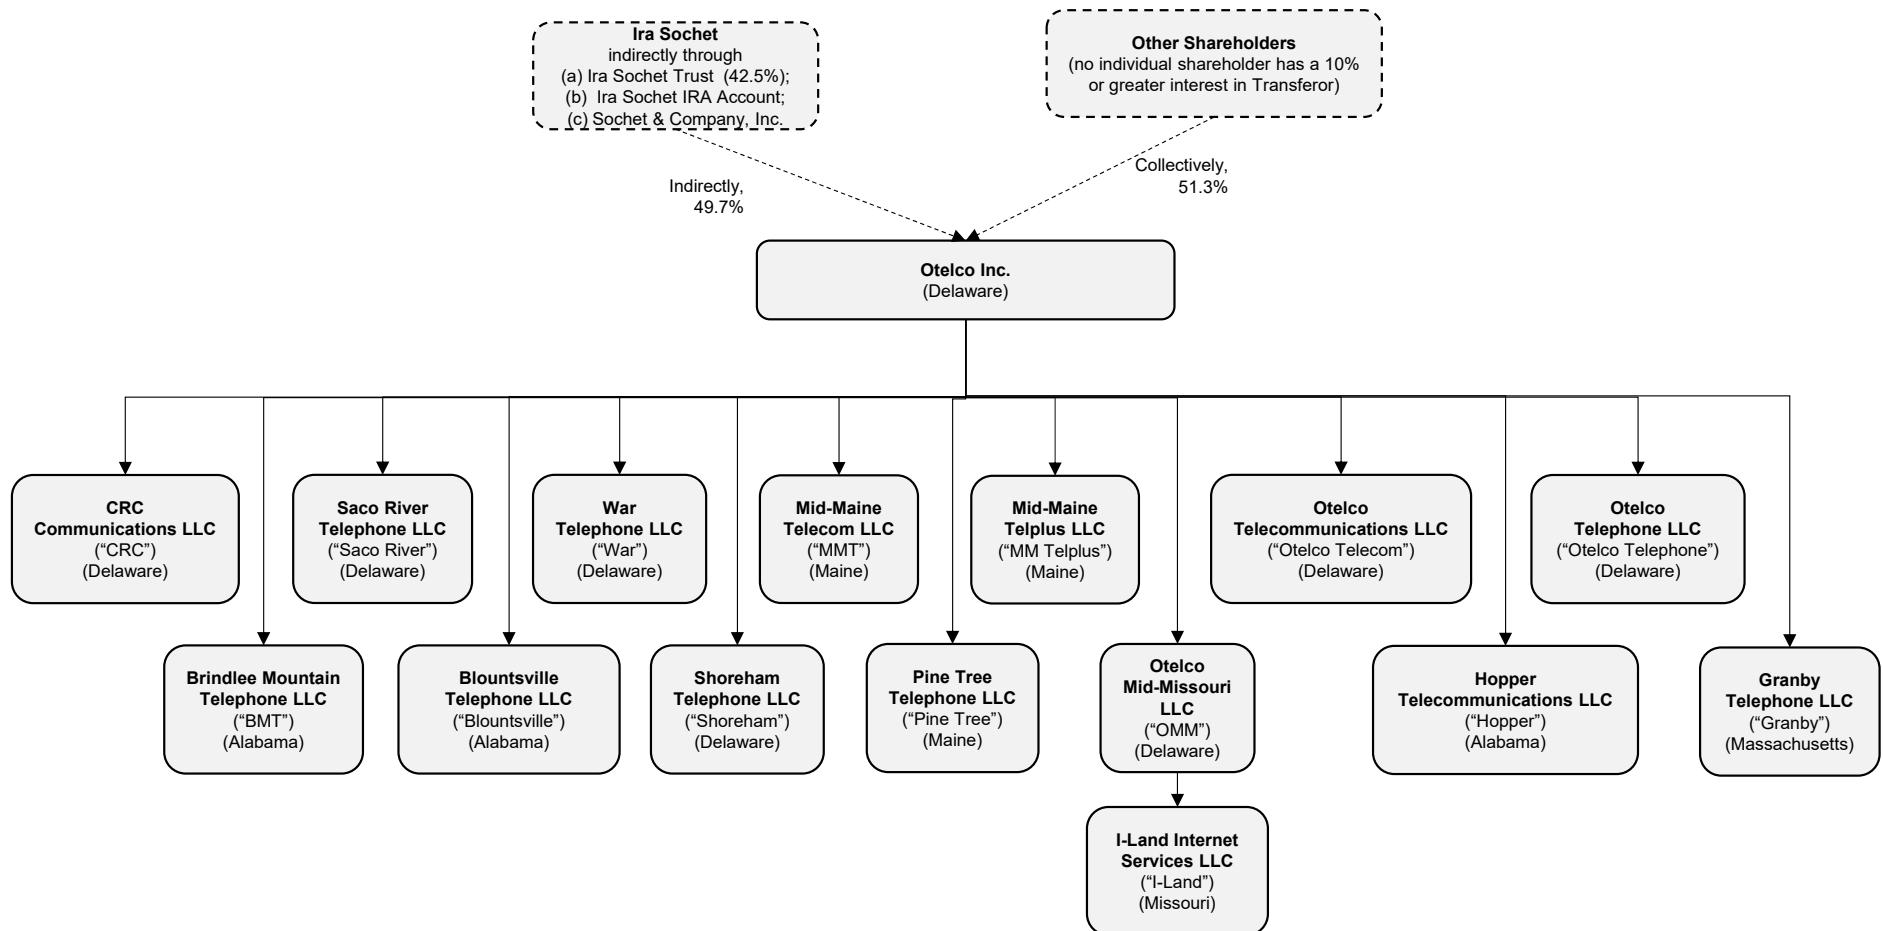 Ira Sochet
indirectly through
(a) Ira Sochet Trust  (42.5%);
(b)  Ira Sochet IRA Account;
(c) Sochet & Company, Inc.
Other Shareholders
(no individual shareholder has a 10%
or greater interest in Transferor)
Indirectly,
49.7%
Collectively,
51.3%
Otelco Inc.
(Delaware)
CRC
Communications LLC
(“CRC”)
(Delaware)
Saco River
Telephone LLC
(“Saco River”)
(Delaware)
War
Telephone LLC
(“War”)
(Delaware)
Mid-Maine
Telecom LLC
(“MMT”)
(Maine)
Mid-Maine
Telplus LLC
(“MM Telplus”)
(Maine)
Otelco
Telecommunications LLC
(“Otelco Telecom”)
(Delaware)
Otelco
Telephone LLC
(“Otelco Telephone”)
(Delaware)
Brindlee Mountain
Telephone LLC
(“BMT”)
(Alabama)
Blountsville
Telephone LLC
(“Blountsville”)
(Alabama)
Shoreham
Telephone LLC
(“Shoreham”)
(Delaware)
Pine Tree
Telephone LLC
(“Pine Tree”)
(Maine)
Otelco
Mid-Missouri
LLC
(“OMM”)
(Delaware)
Hopper
Telecommunications LLC
(“Hopper”)
(Alabama)
Granby
Telephone LLC
(“Granby”)
(Massachusetts)
I-Land Internet
Services LLC
(“I-Land”)
(Missouri)